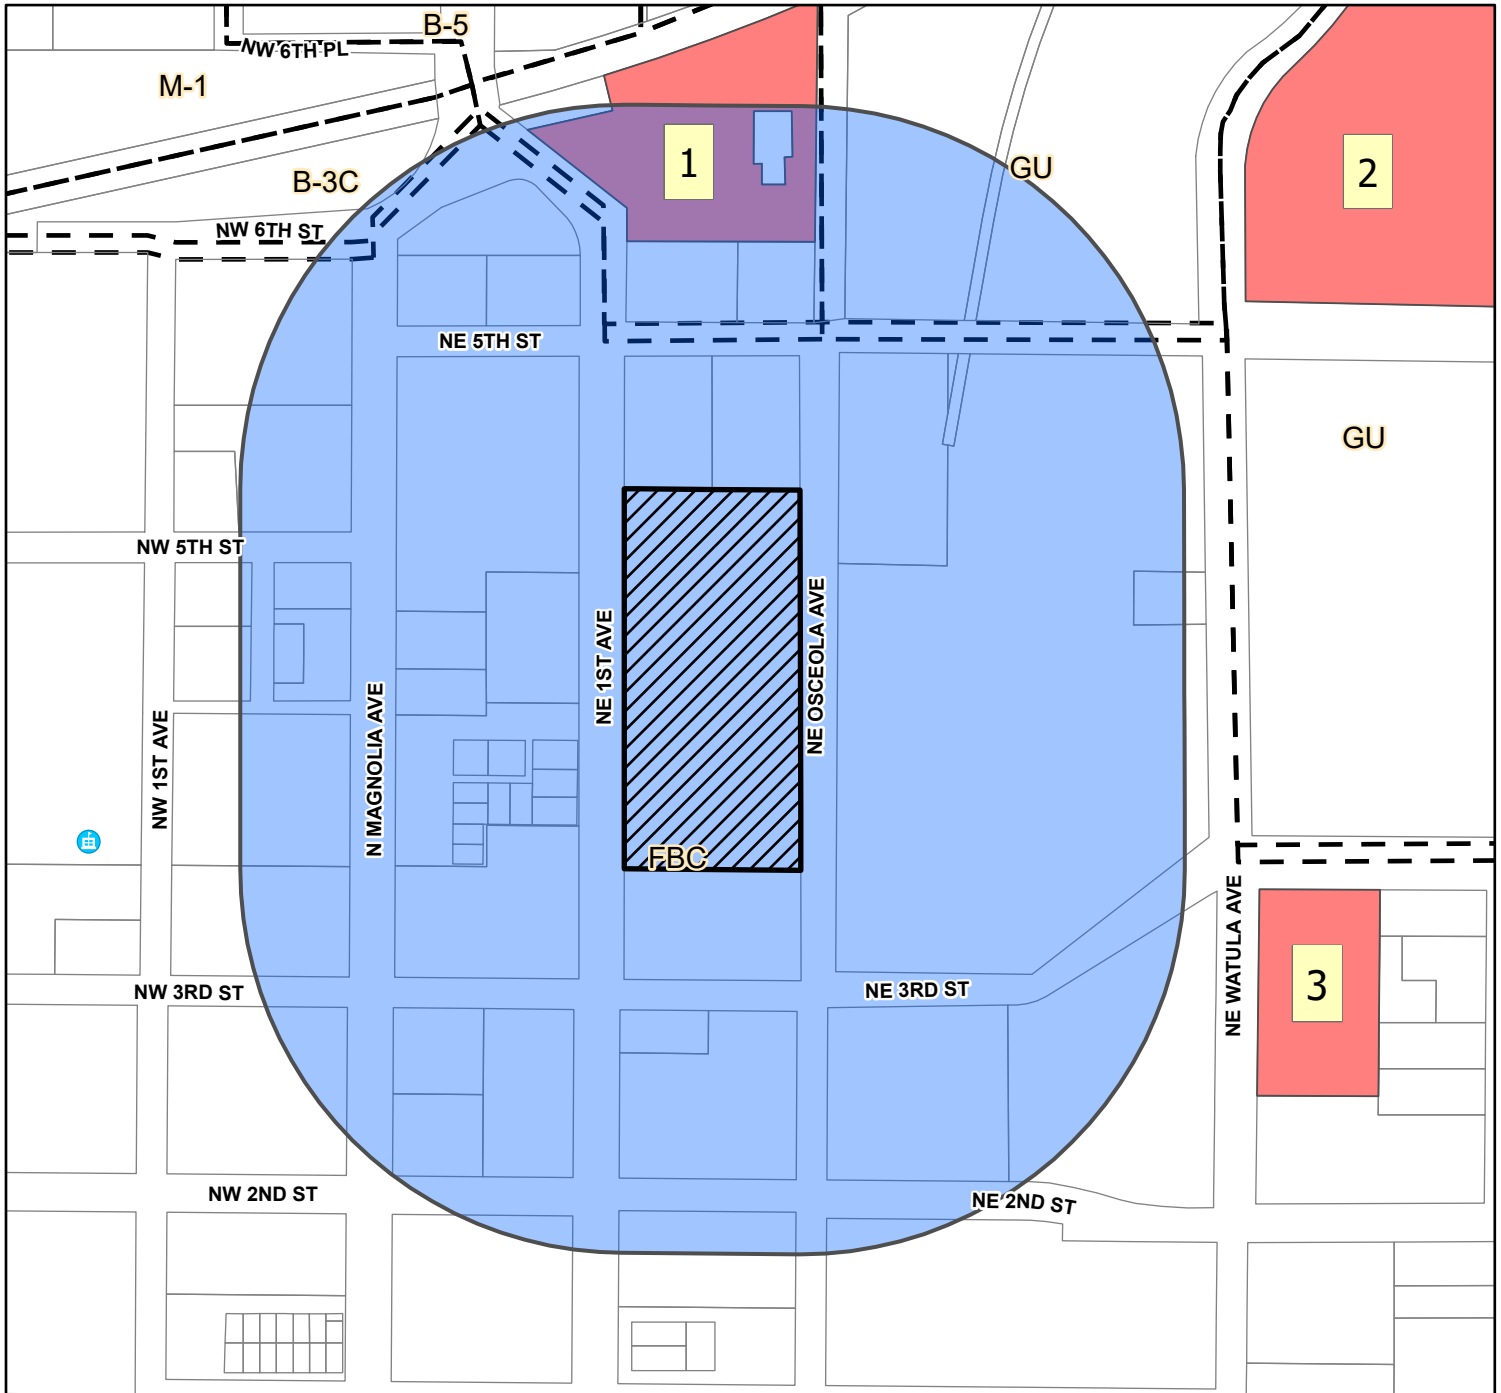 B-5
NW 6TH PL
M-1
1
GU
2
B-3C
NW 6TH ST
NE 5TH ST
GU
NW 5TH ST
NE 1ST AVE
NE OSCEOLA AVE
N MAGNOLIA AVE
NW 1ST AVE
FBC
NE WATULA AVE
NW 3RD ST
NE 3RD ST
3
NW 2ND ST
NE 2ND ST